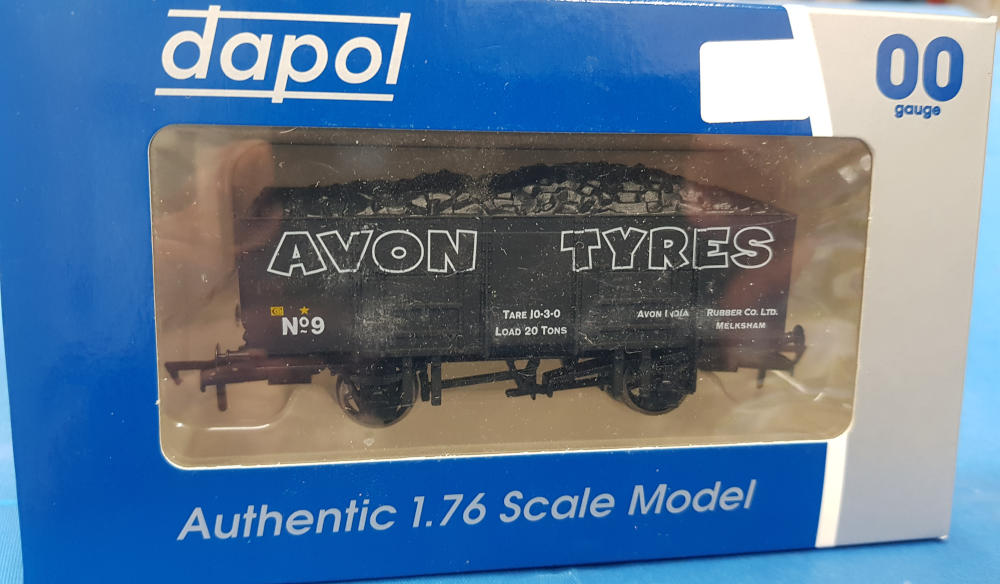 dapol
00
gauge
AVON TYRES
Nº9
TARE 10-3-0
LOAD 20 TONS
AVON INDIA RUBBER CO. LTD.
MELKSHAM
Authentic 1.76 Scale Model